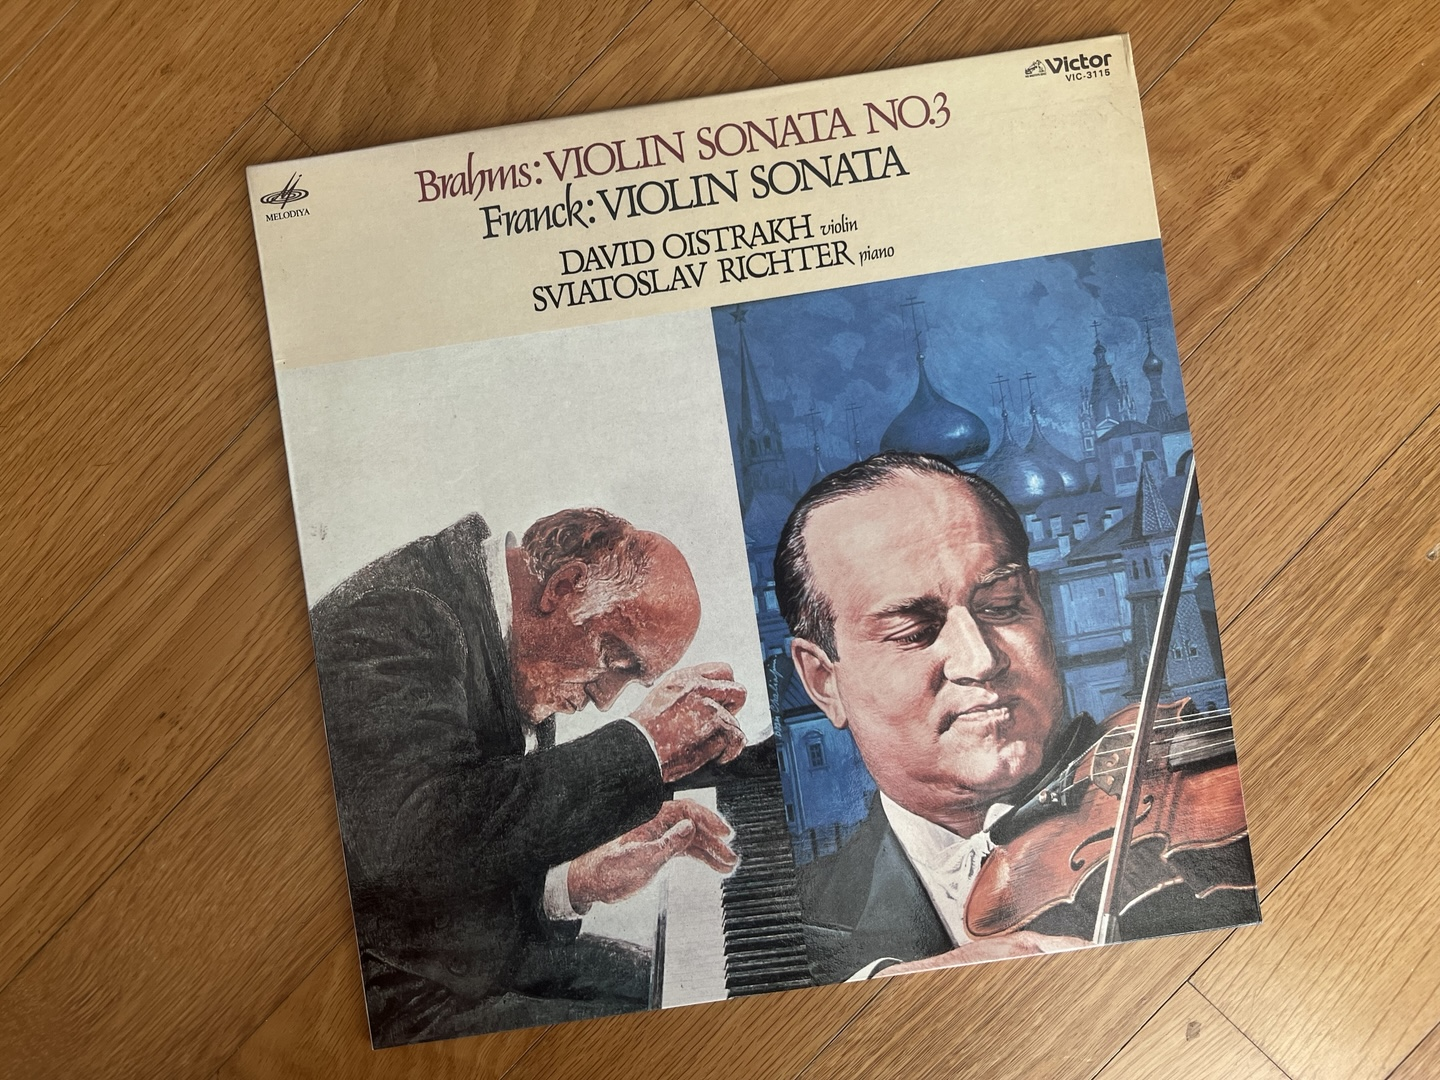 Victor
VIC-3115
MELODIYA
Brahms: VIOLIN SONATA NO.3
Franck: VIOLIN SONATA
DAVID OISTRAKH violin
SVIATOSLAV RICHTER piano